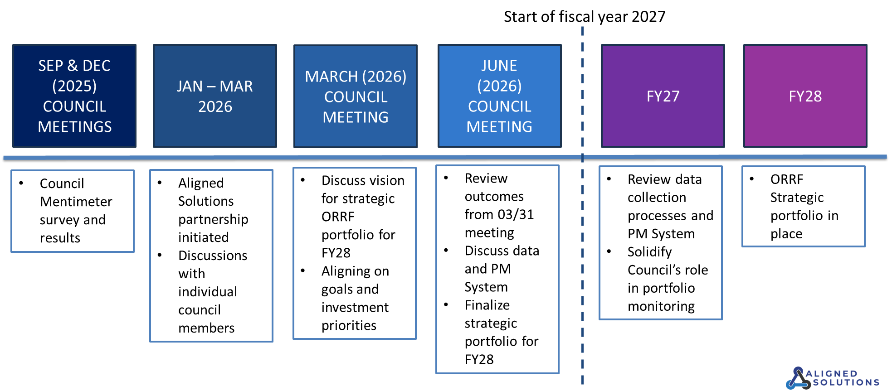 Start of fiscal year 2027
SEP & DEC
(2025)
COUNCIL
MEETINGS
JAN – MAR
2026
MARCH (2026)
COUNCIL
MEETING
JUNE
(2026)
COUNCIL
MEETING
FY27
FY28
• Council
Mentimeter
survey and
results
• Aligned
Solutions
partnership
initiated
• Discussions
with
individual
council
members
• Discuss vision
for strategic
ORRF
portfolio for
FY28
• Aligning on
goals and
investment
priorities
• Review
outcomes
from 03/31
meeting
• Discuss data
and PM
System
• Finalize
strategic
portfolio for
FY28
• Review data
collection
processes and
PM System
• Solidify
Council’s role
in portfolio
monitoring
• ORRF
Strategic
portfolio in
place
ALIGNED
SOLUTIONS